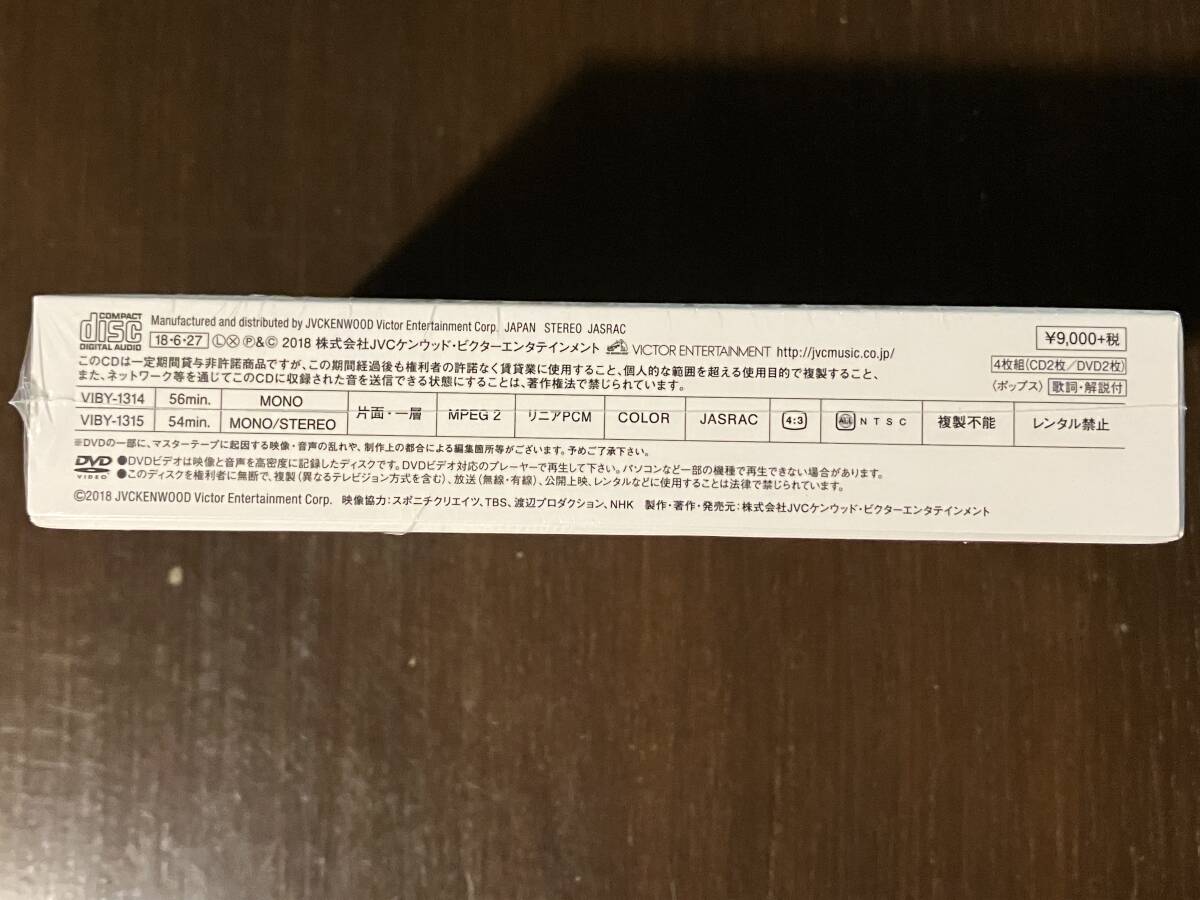 COMPACT disc DIGITAL AUDIO
Manufactured and distributed by JVCKENWOOD Victor Entertainment Corp. JAPAN STEREO JASRAC
18・6・27 Ⓛ Ⓧ Ⓟ&Ⓒ 2018 株式会社JVCケンウッド・ビクターエンタテインメント VICTOR ENTERTAINMENT http://jvcmusic.co.jp/
¥9,000+税
このCDは一定期間貸与非許諾商品ですが、この期間経過後も権利者の許諾なく賃貸業に使用すること、個人的な範囲を超える使用目的で複製すること、
また、ネットワーク等を通じてこのCDに収録された音を送信できる状態にすることは、著作権法で禁じられています。
4枚組(CD2枚/DVD2枚)
〈ポップス〉 歌詞・解説付
VIBY-1314 56min. MONO
VIBY-1315 54min. MONO/STEREO
片面・一層 MPEG 2 リニアPCM COLOR JASRAC 4:3 ALL NTSC 複製不能 レンタル禁止
※DVDの一部に、マスターテープに起因する映像・音声の乱れや、制作上の都合による編集箇所等がございます。予めご了承下さい。
DVD VIDEO
●DVDビデオは映像と音声を高密度に記録したディスクです。DVDビデオ対応のプレーヤーで再生して下さい。パソコンなど一部の機種で再生できない場合があります。
●このディスクを権利者に無断で、複製(異なるテレビジョン方式を含む)、放送(無線・有線)、公開上映、レンタルなどに使用することは法律で禁じられています。
©2018 JVCKENWOOD Victor Entertainment Corp. 映像協力:スポニチクリエイツ、TBS、渡辺プロダクション、NHK 製作・著作・発売元:株式会社JVCケンウッド・ビクターエンタテインメント